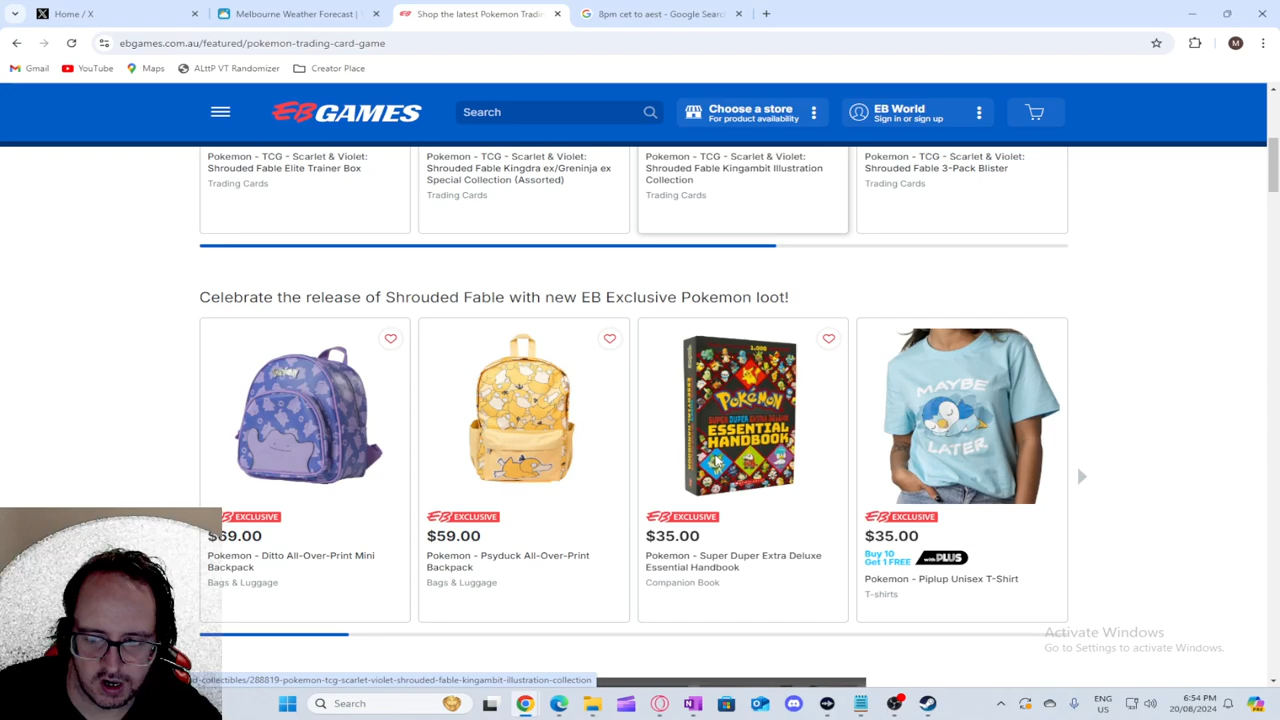 Home / X
Melbourne Weather Forecast |
Shop the latest Pokemon Tradin
8pm cet to aest - Google Searc
ebgames.com.au/featured/pokemon-trading-card-game
M
Gmail
YouTube
Maps
ALttP VT Randomizer
Creator Place
EBGAMES
Search
Choose a store
For product availability
EB World
Sign in or sign up
Pokemon - TCG - Scarlet & Violet:
Shrouded Fable Elite Trainer Box
Trading Cards
Pokemon - TCG - Scarlet & Violet:
Shrouded Fable Kingdra ex/Greninja ex
Special Collection (Assorted)
Trading Cards
Pokemon - TCG - Scarlet & Violet:
Shrouded Fable Kingambit Illustration
Collection
Trading Cards
Pokemon - TCG - Scarlet & Violet:
Shrouded Fable 3-Pack Blister
Trading Cards
Celebrate the release of Shrouded Fable with new EB Exclusive Pokemon loot!
EXCLUSIVE
$69.00
Pokemon - Ditto All-Over-Print Mini
Backpack
Bags & Luggage
EB EXCLUSIVE
$59.00
Pokemon - Psyduck All-Over-Print
Backpack
Bags & Luggage
POKéMON
SUPER DUPER EXTRA DELUXE
ESSENTIAL
HANDBOOK
EB EXCLUSIVE
$35.00
Pokemon - Super Duper Extra Deluxe
Essential Handbook
Companion Book
MAYBE
LATER
EB EXCLUSIVE
$35.00
Buy 10
Get 1 FREE
with PLUS
Pokemon - Piplup Unisex T-Shirt
T-shirts
Activate Windows
Go to Settings to activate Windows.
d-collectibles/288819-pokemon-tcg-scarlet-violet-shrouded-fable-kingambit-illustration-collection
Search
ENG
US
6:54 PM
20/08/2024